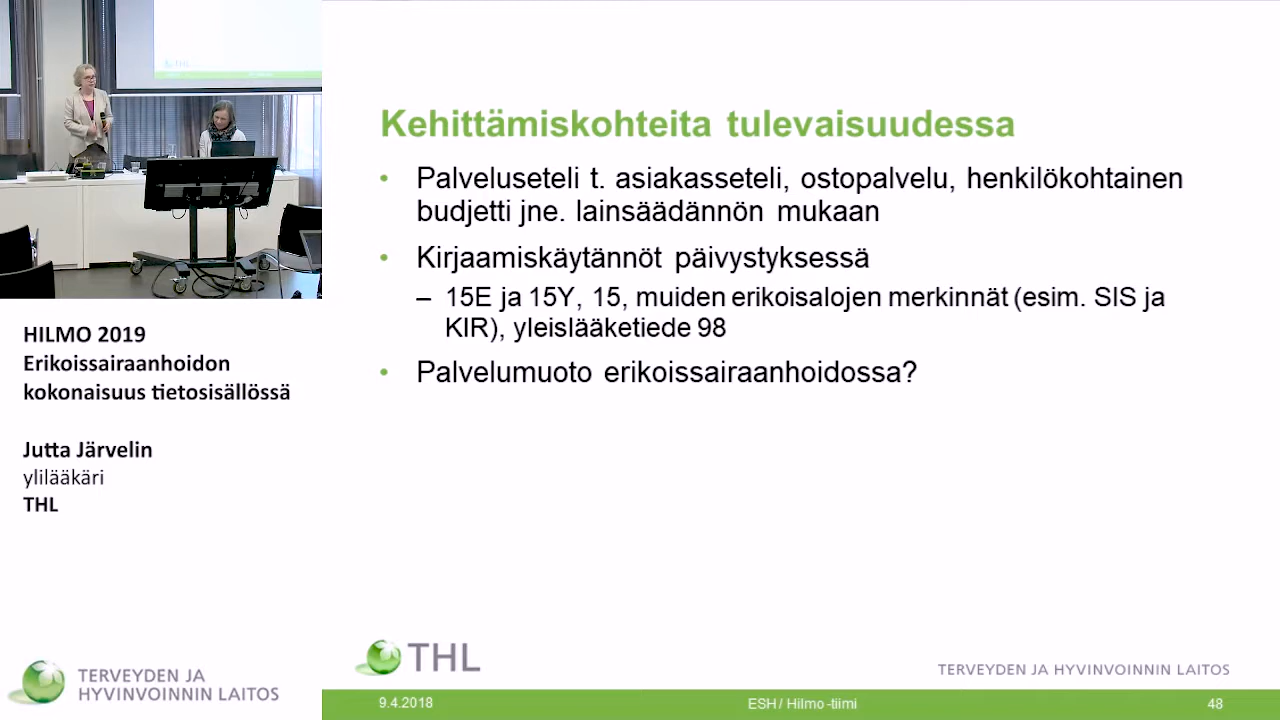 Kehittämiskohteita tulevaisuudessa
• Palveluseteli t. asiakasseteli, ostopalvelu, henkilökohtainen
budjetti jne. lainsäädännön mukaan
• Kirjaamiskäytännöt päivystyksessä
– 15E ja 15Y, 15, muiden erikoisalojen merkinnät (esim. SIS ja
KIR), yleislääketiede 98
• Palvelumuoto erikoissairaanhoidossa?
HILMO 2019
Erikoissairaanhoidon
kokonaisuus tietosisällössä
Jutta Järvelin
ylilääkäri
THL
TERVEYDEN JA
HYVINVOINNIN LAITOS
THL
TERVEYDEN JA HYVINVOINNIN LAITOS
9.4.2018
ESH / Hilmo -tiimi
48